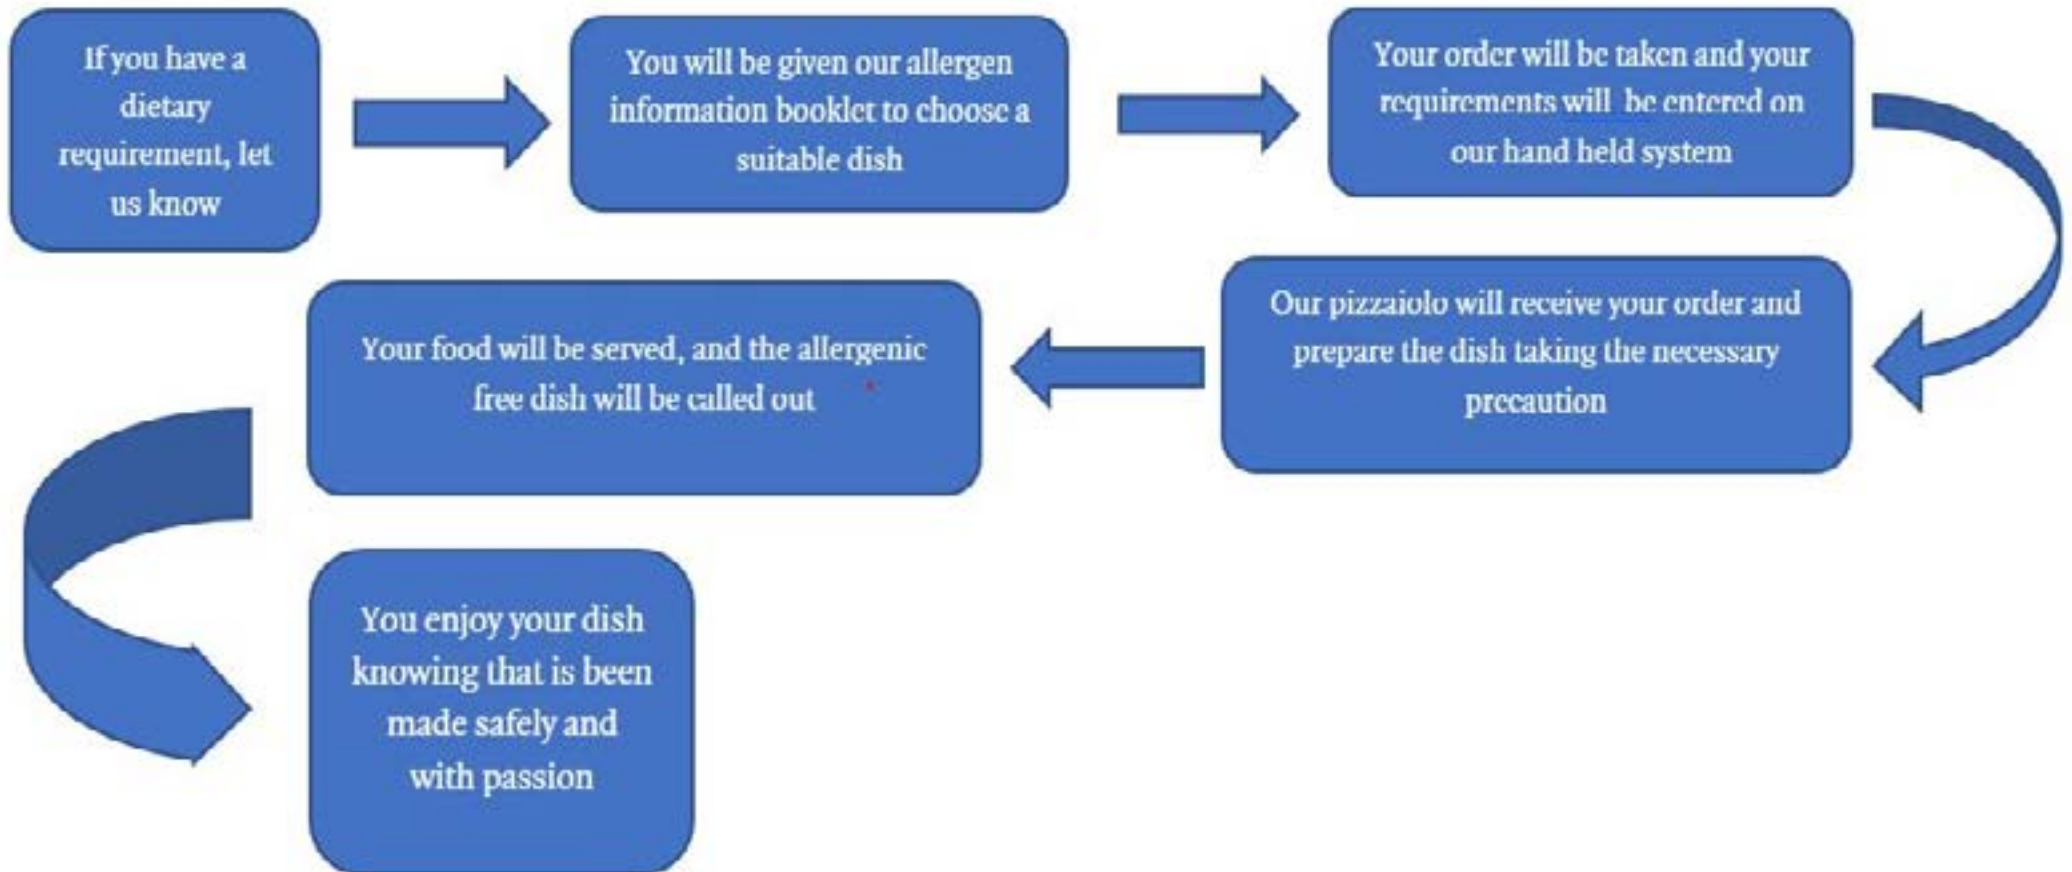 If you have a
dietary
requirement, let
us know
You will be given our allergen
information booklet to choose a
suitable dish
Your order will be taken and your
requirements will be entered on
our hand held system
Our pizzaiolo will receive your order and
prepare the dish taking the necessary
precaution
Your food will be served, and the allergenic
free dish will be called out
You enjoy your dish
knowing that is been
made safely and
with passion